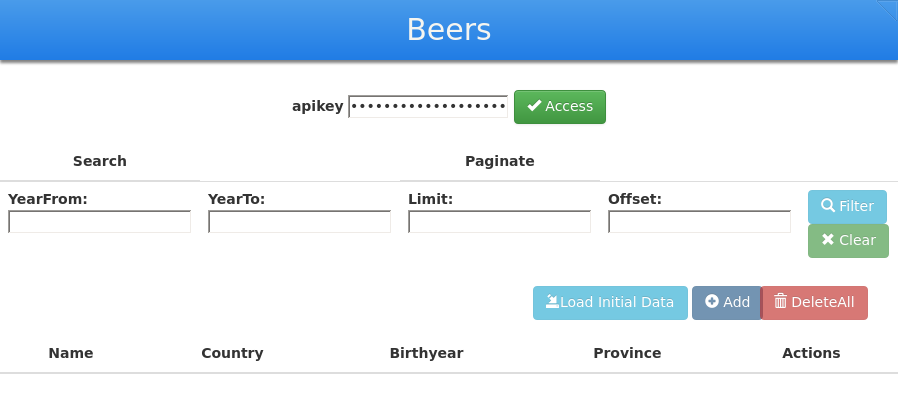 Beers
apikey •••••••••••••••••• Access
Search Paginate
YearFrom: YearTo: Limit: Offset: Filter
Clear
Load Initial Data Add DeleteAll
Name Country Birthyear Province Actions